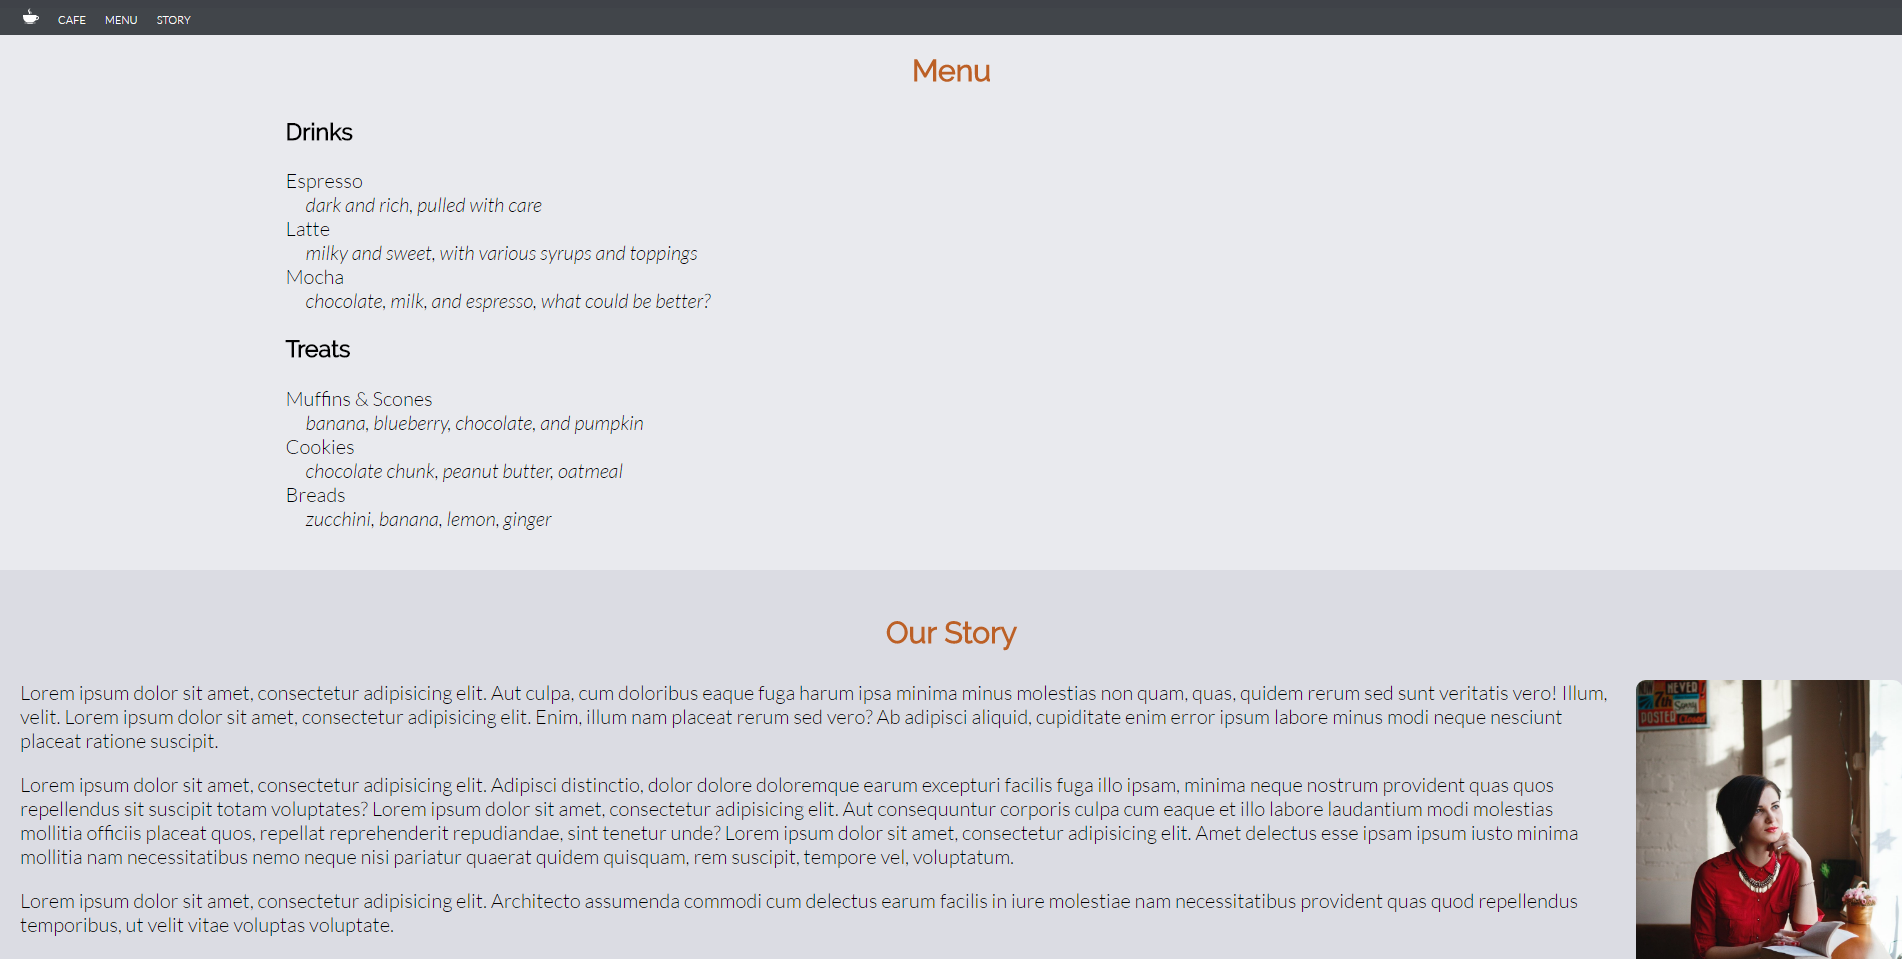 CAFE MENU STORY
Menu
Drinks
Espresso
dark and rich, pulled with care
Latte
milky and sweet, with various syrups and toppings
Mocha
chocolate, milk, and espresso, what could be better?
Treats
Muffins & Scones
banana, blueberry, chocolate, and pumpkin
Cookies
chocolate chunk, peanut butter, oatmeal
Breads
zucchini, banana, lemon, ginger
Our Story
Lorem ipsum dolor sit amet, consectetur adipisicing elit. Aut culpa, cum doloribus eaque fuga harum ipsa minima minus molestias non quam, quas, quidem rerum sed sunt veritatis vero! Illum,
velit. Lorem ipsum dolor sit amet, consectetur adipisicing elit. Enim, illum nam placeat rerum sed vero? Ab adipisci aliquid, cupiditate enim error ipsum labore minus modi neque nesciunt
placeat ratione suscipit.
Lorem ipsum dolor sit amet, consectetur adipisicing elit. Adipisci distinctio, dolor dolore doloremque earum excepturi facilis fuga illo ipsam, minima neque nostrum provident quas quos
repellendus sit suscipit totam voluptates? Lorem ipsum dolor sit amet, consectetur adipisicing elit. Aut consequuntur corporis culpa cum eaque et illo labore laudantium modi molestias
mollitia officiis placeat quos, repellat reprehenderit repudiandae, sint tenetur unde? Lorem ipsum dolor sit amet, consectetur adipisicing elit. Amet delectus esse ipsam ipsum iusto minima
mollitia nam necessitatibus nemo neque nisi pariatur quaerat quidem quisquam, rem suscipit, tempore vel, voluptatum.
Lorem ipsum dolor sit amet, consectetur adipisicing elit. Architecto assumenda commodi cum delectus earum facilis in iure molestiae nam necessitatibus provident quas quod repellendus
temporibus, ut velit vitae voluptas voluptate.
NEVER
7th
POSTER